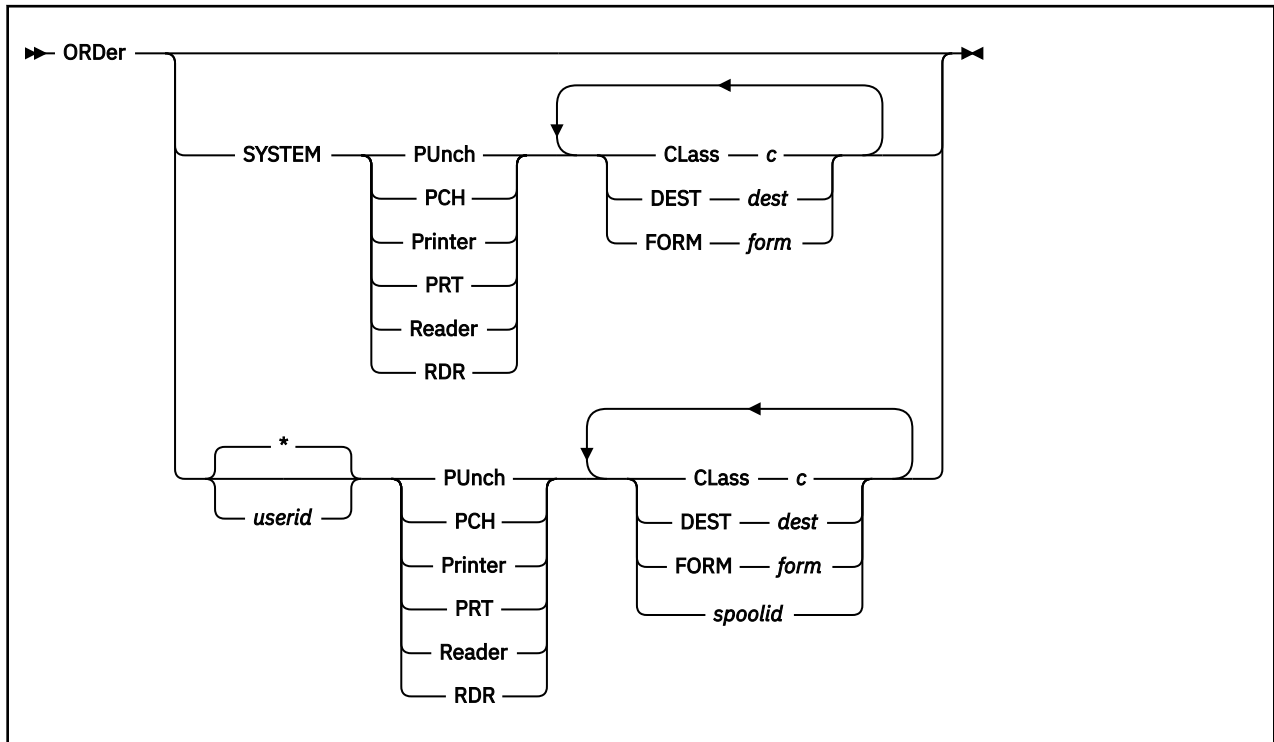 ORDer
SYSTEM PUnch CLass c
PCH DEST dest
Printer FORM form
PRT
Reader
RDR
*
PUnch CLass c
userid PCH DEST dest
Printer FORM form
PRT spoolid
Reader
RDR